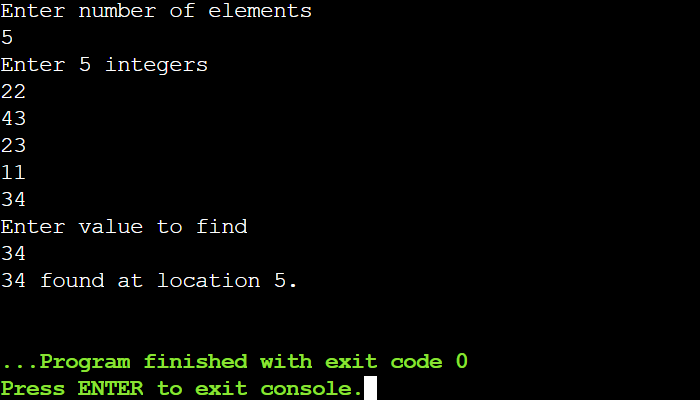 Enter number of elements
5
Enter 5 integers
22
43
23
11
34
Enter value to find
34
34 found at location 5.
...Program finished with exit code 0
Press ENTER to exit console.